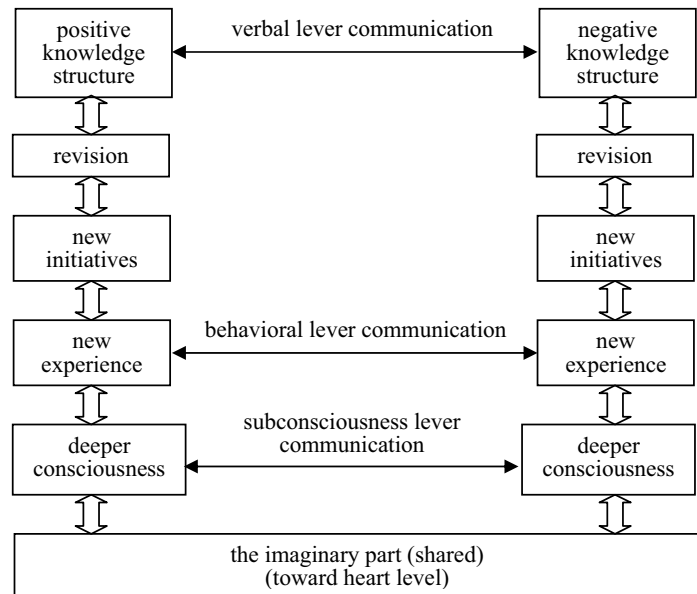 positive
knowledge
structure
verbal lever communication
negative
knowledge
structure
revision
revision
new
initiatives
new
initiatives
new
experience
behavioral lever communication
new
experience
deeper
consciousness
subconsciousness lever
communication
deeper
consciousness
the imaginary part (shared)
(toward heart level)